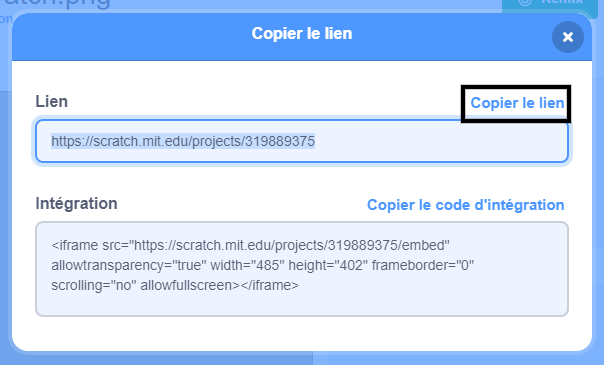 atch.png
Remix
Copier le lien
Lien
Copier le lien
https://scratch.mit.edu/projects/319889375
Intégration
Copier le code d'intégration
<iframe src="https://scratch.mit.edu/projects/319889375/embed"
allowtransparency="true" width="485" height="402" frameborder="0"
scrolling="no" allowfullscreen></iframe>